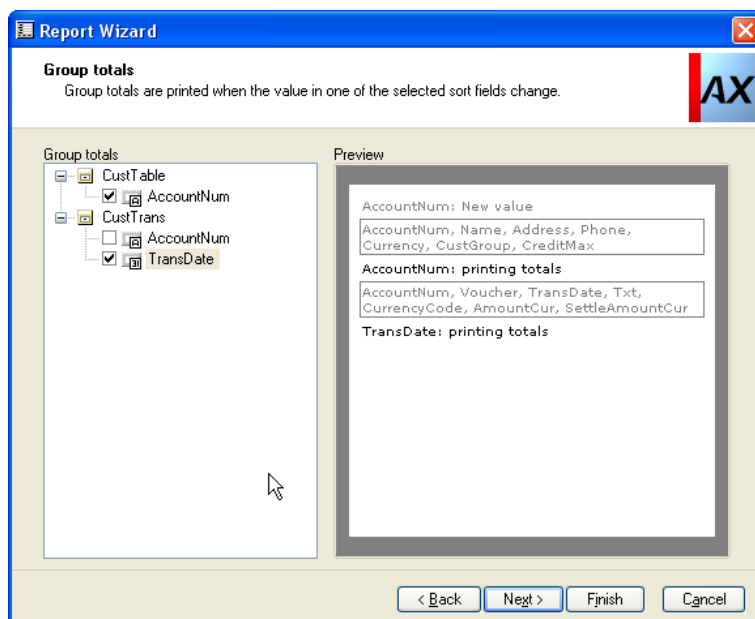 Report Wizard
Group totals
Group totals are printed when the value in one of the selected sort fields change.
AX
Group totals
CustTable
AccountNum
CustTrans
AccountNum
TransDate
Preview
AccountNum: New value
AccountNum, Name, Address, Phone,
Currency, CustGroup, CreditMax
AccountNum: printing totals
AccountNum, Voucher, TransDate, Txt,
CurrencyCode, AmountCur, SettleAmountCur
TransDate: printing totals
< Back
Next >
Finish
Cancel